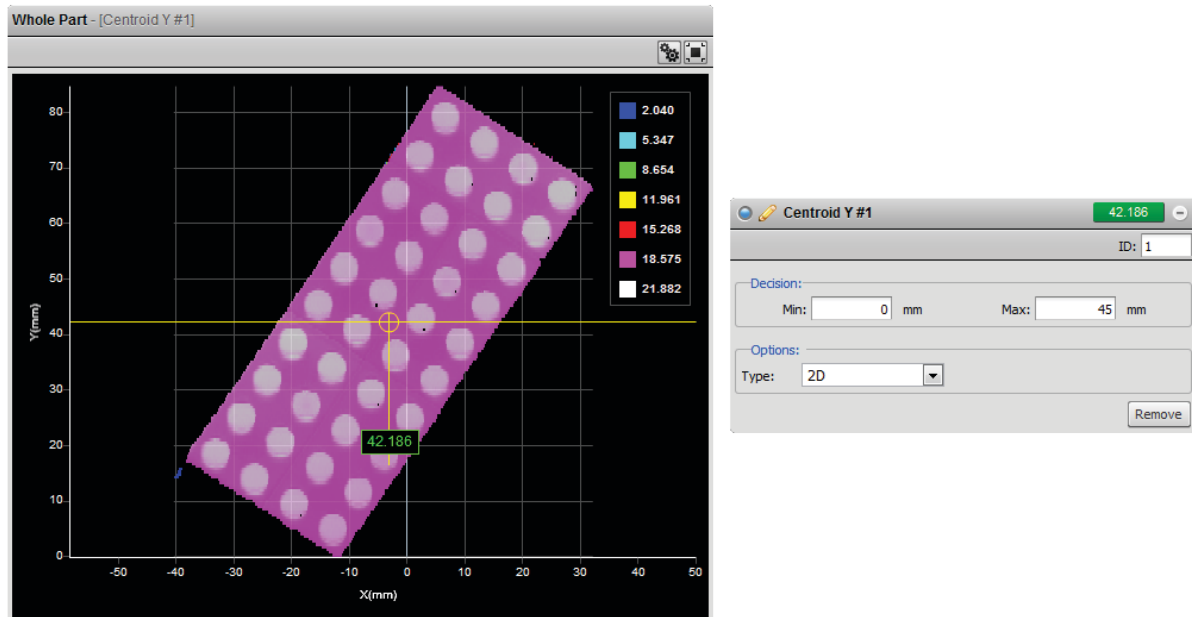 Whole Part - [Centroid Y #1]
80
70
60
50
40
30
20
10
0
Y(mm)
-50 -40 -30 -20 -10 0 10 20 30 40 50
X(mm)
2.040
5.347
8.654
11.961
15.268
18.575
21.882
42.186
Centroid Y #1 42.186
ID: 1
Decision:
Min: 0 mm Max: 45 mm
Options:
Type: 2D
Remove